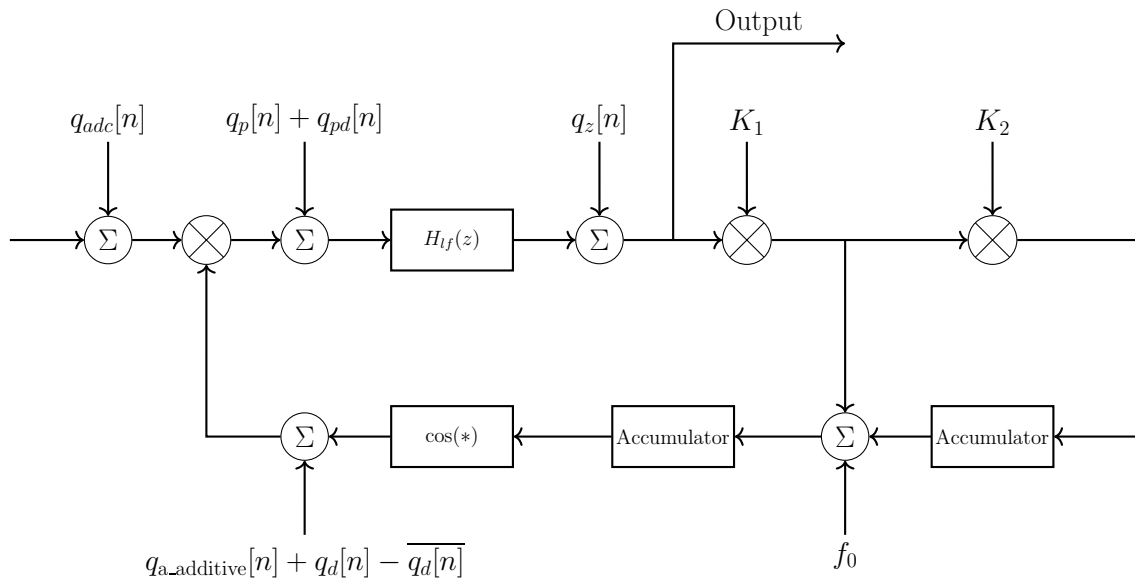 Output
q_{adc}[n]
q_p[n] + q_{pd}[n]
q_z[n]
K_1
K_2
Σ
Σ
H_{lf}(z)
Σ
Σ
cos(*)
Accumulator
Σ
Accumulator
q_{a_additive}[n] + q_d[n] − \overline{q_d[n]}
f_0